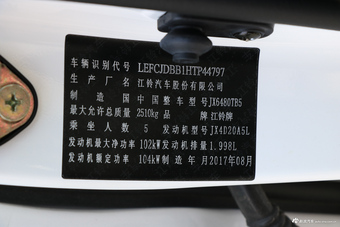 车辆识别代号 LEFCJDBB1HTP44797
生产厂名 江铃汽车股份有限公司
制造国 中国 整车型号 JX6480TB5
最大允许总质量 2510kg 品牌 江铃牌
乘坐人数 5 发动机型号 JX4D20A5L
发动机最大净功率 102kW 发动机排量 1.998L
发动机额定功率 104kW 制造年月 2017年08月